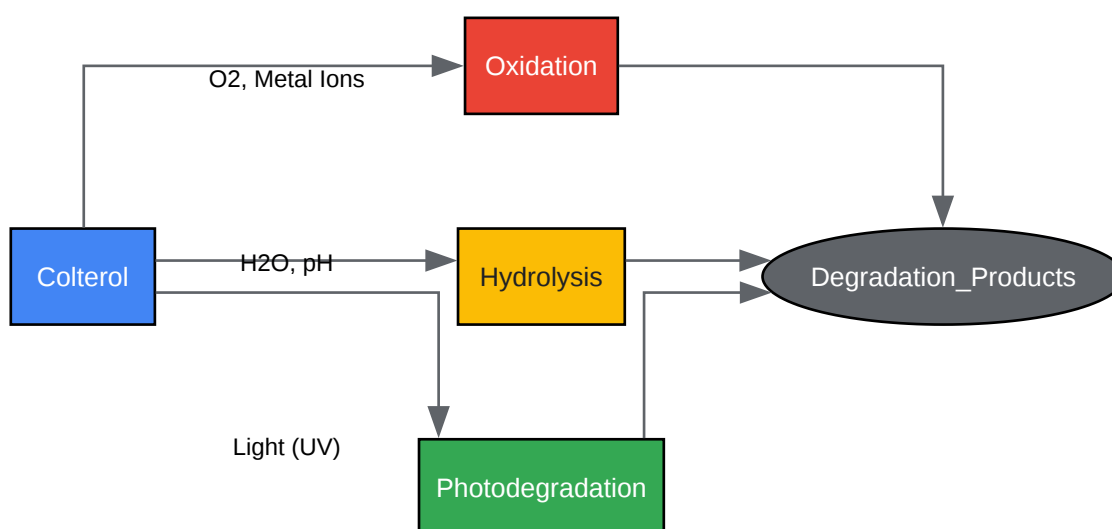 Oxidation
O2, Metal Ions
Colterol
H2O, pH
Hydrolysis
Degradation_Products
Light (UV)
Photodegradation